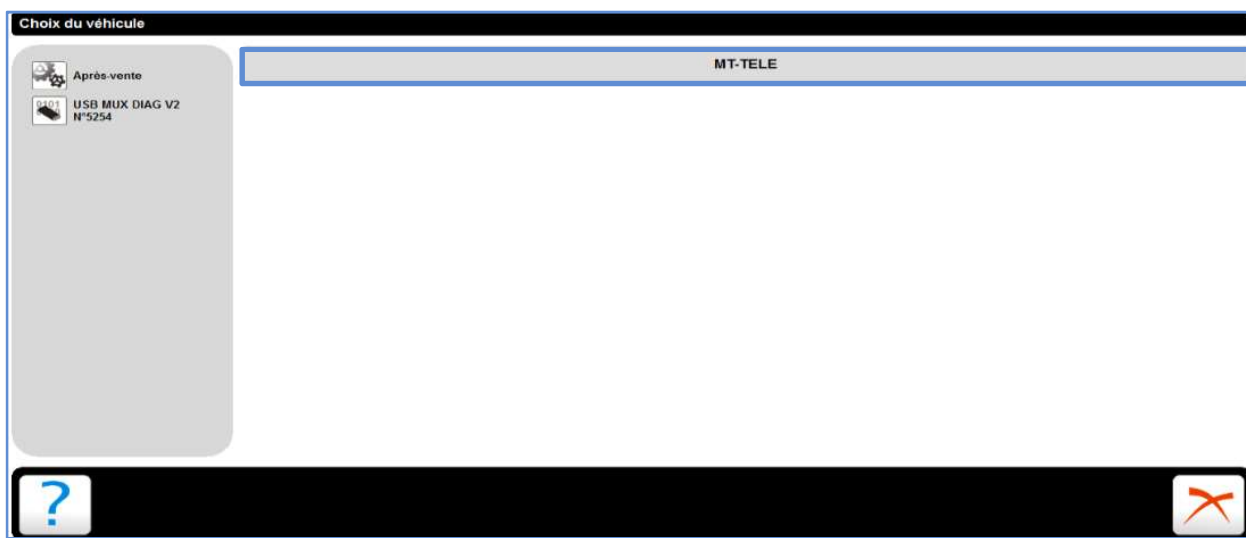 Choix du véhicule
Après-vente
MT-TELE
USB MUX DIAG V2
N°5254
?